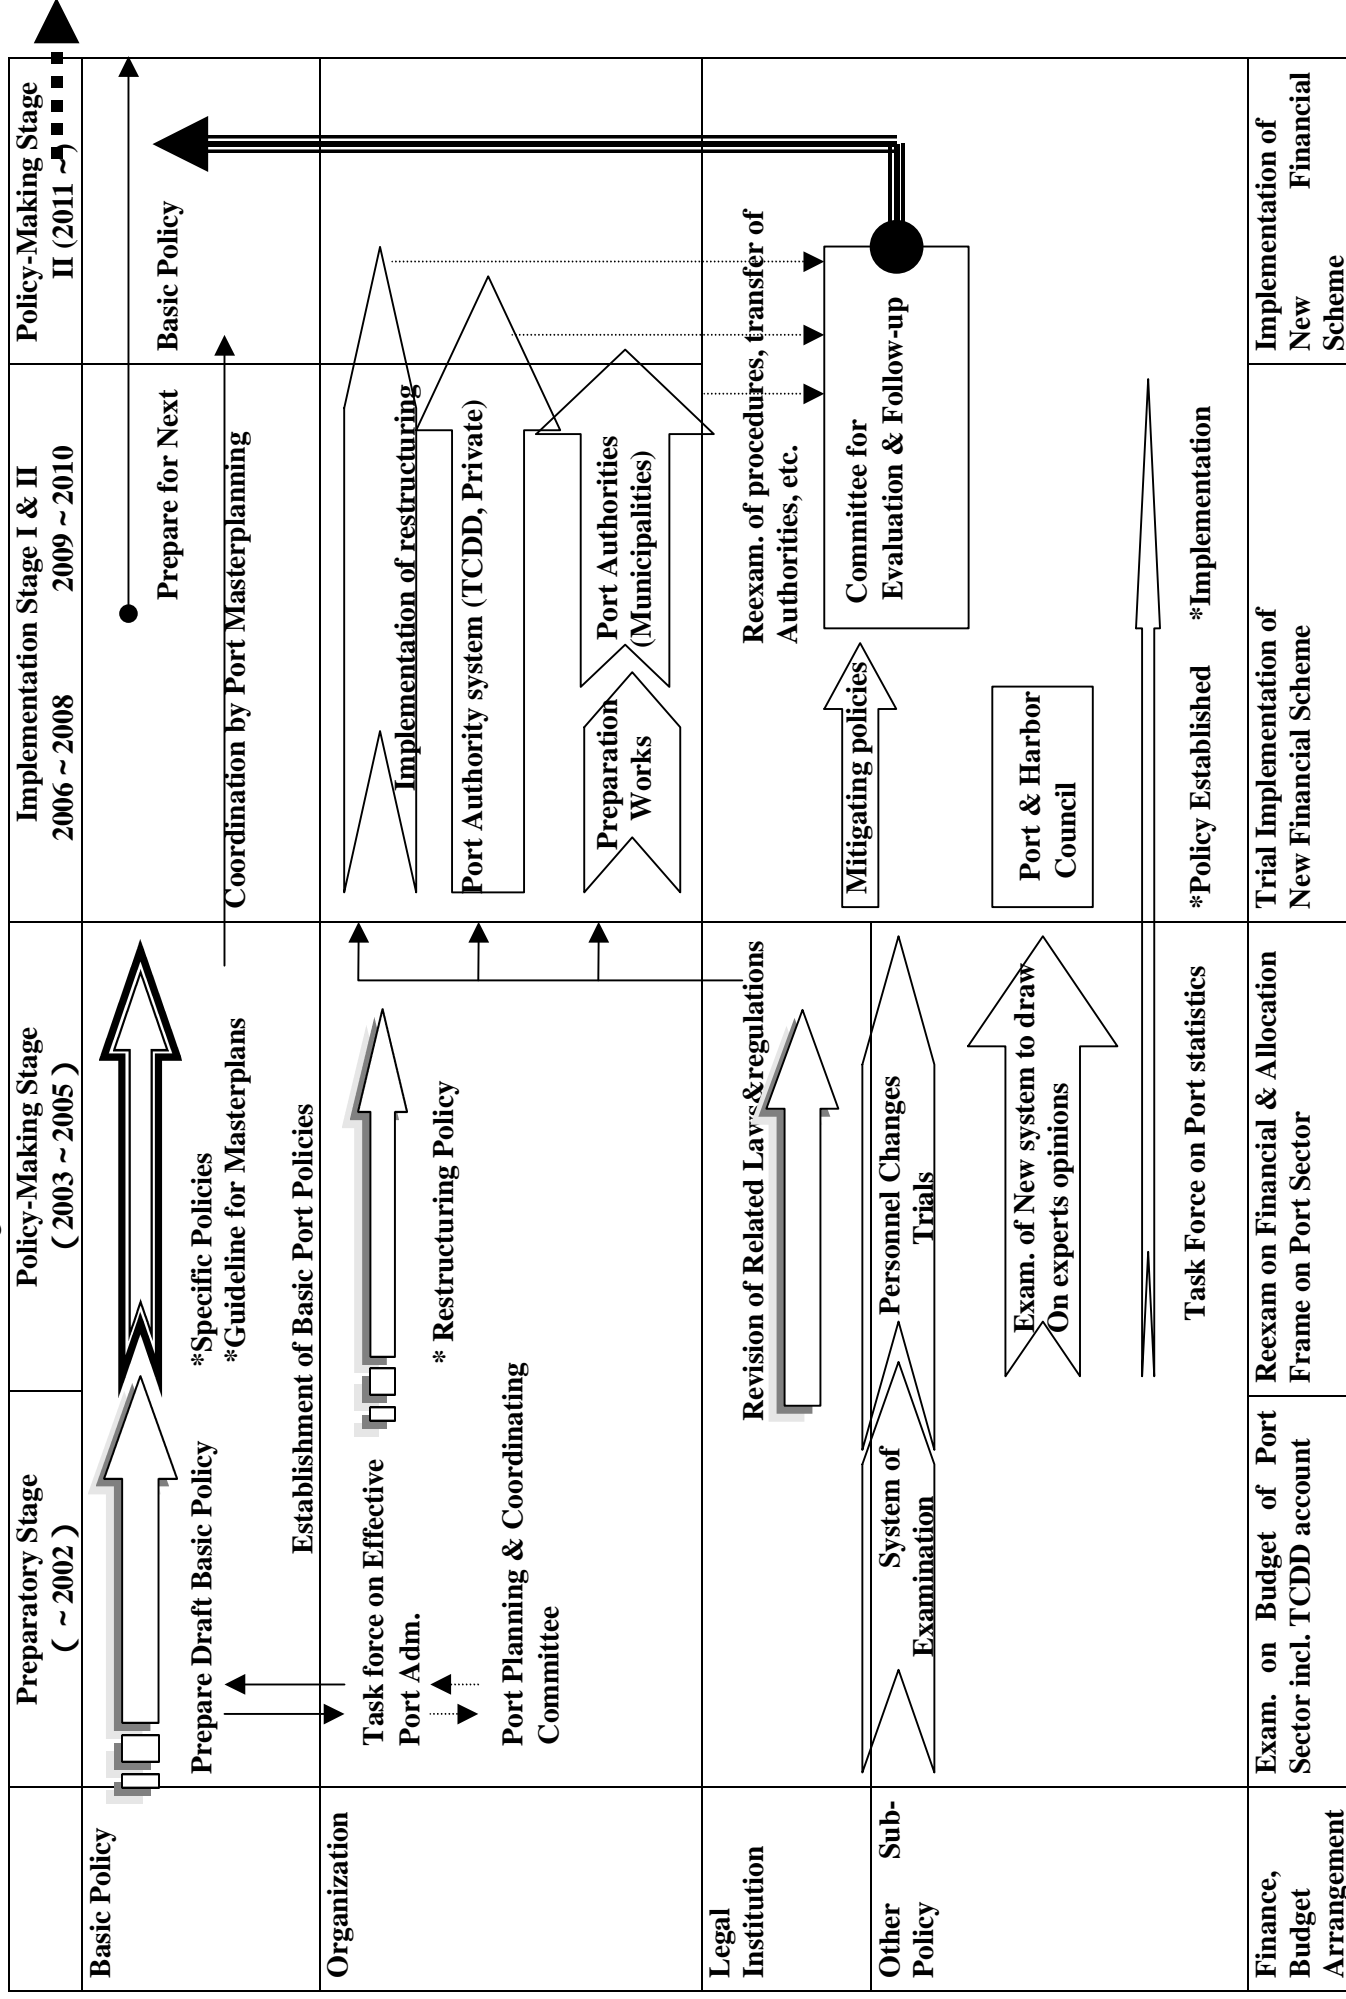 Preparatory Stage
( ~ 2002 )
Policy-Making Stage
( 2003 ~ 2005 )
Implementation Stage I & II
2006 ~ 2008 2009 ~ 2010
Policy-Making Stage
II (2011 ~ )
Basic Policy
Prepare Draft Basic Policy
*Specific Policies
*Guideline for Masterplans
Prepare for Next Basic Policy
Coordination by Port Masterplanning
Establishment of Basic Port Policies
Organization
Task force on Effective
Port Adm.
Port Planning & Coordinating
Committee
* Restructuring Policy
Implementation of restructuring
Port Authority system (TCDD, Private)
Preparation
Works
Port Authorities
(Municipalities)
Legal
Institution
Revision of Related Laws&regulations
Reexam. of procedures, transfer of
Authorities, etc.
Mitigating policies
Committee for
Evaluation & Follow-up
Other Sub-
Policy
System of
Examination
Personnel Changes
Trials
Exam. of New system to draw
On experts opinions
Port & Harbor
Council
Task Force on Port statistics
*Policy Established *Implementation
Finance,
Budget
Arrangement
Exam. on Budget of Port
Sector incl. TCDD account
Reexam on Financial & Allocation
Frame on Port Sector
Trial Implementation of
New Financial Scheme
Implementation of
New Financial
Scheme